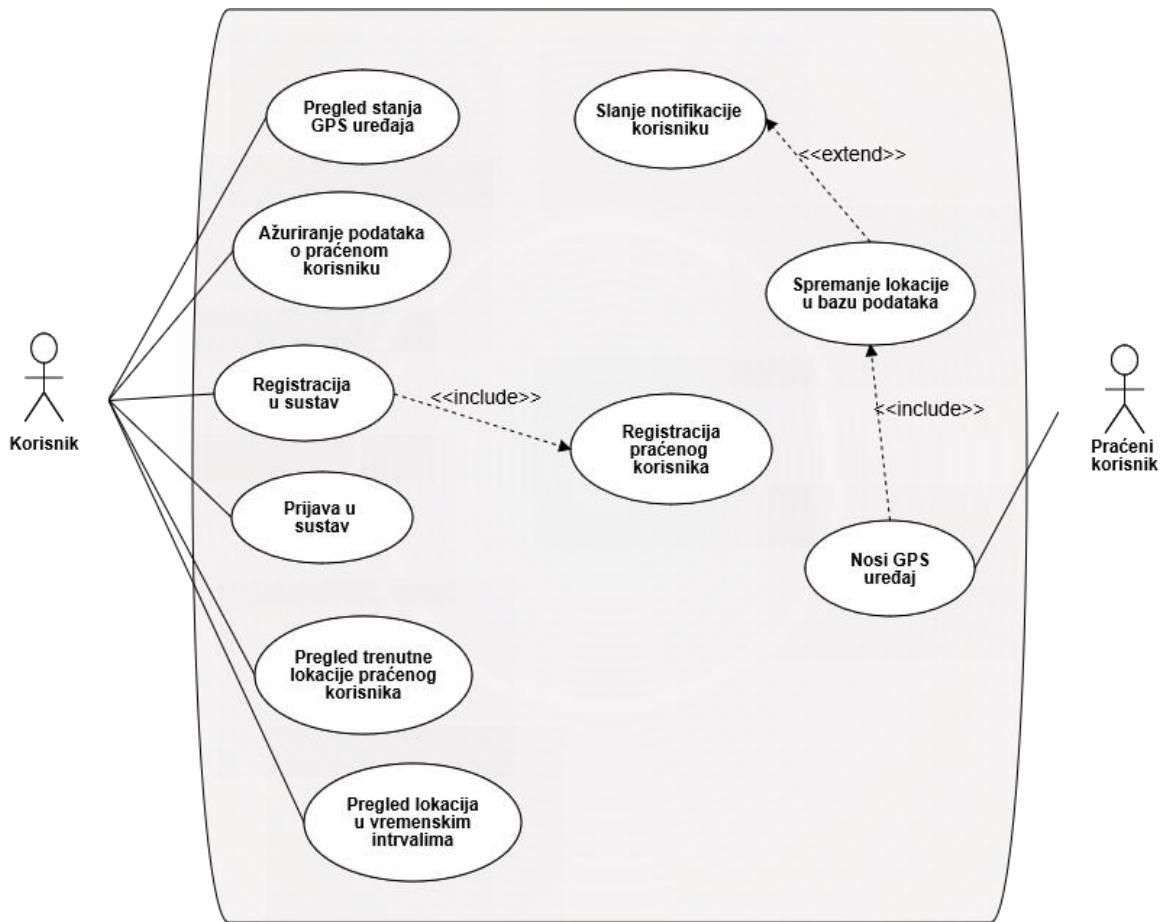 Pregled stanja
GPS uređaja
Slanje notifikacije
korisniku
<<extend>>
Ažuriranje podataka
o praćenom
korisniku
Spremanje lokacije
u bazu podataka
Korisnik
Registracija
u sustav
<<include>>
Registracija
praćenog
korisnika
<<include>>
Praćeni
korisnik
Prijava u
sustav
Nosi GPS
uređaj
Pregled trenutne
lokacije praćenog
korisnika
Pregled lokacija
u vremenskim
intrvalima